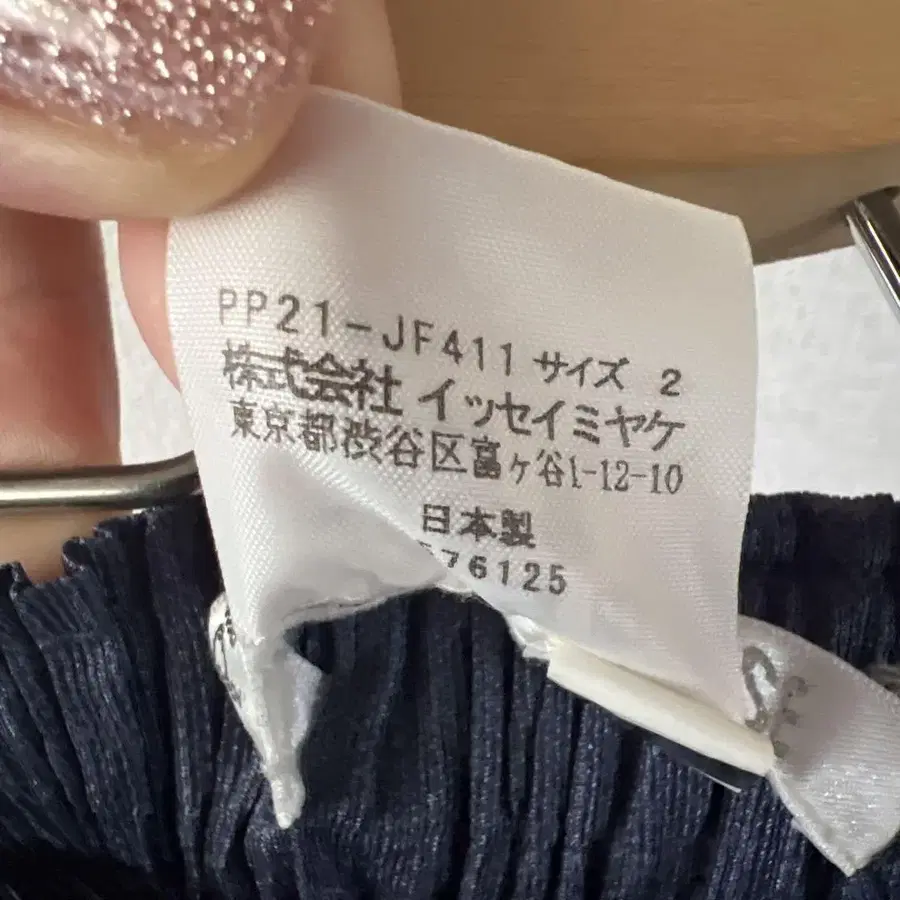 PP21-JF411 サイズ 2
株式会社 イッセイミヤケ
東京都渋谷区富ヶ谷1-12-10
日本製
76125